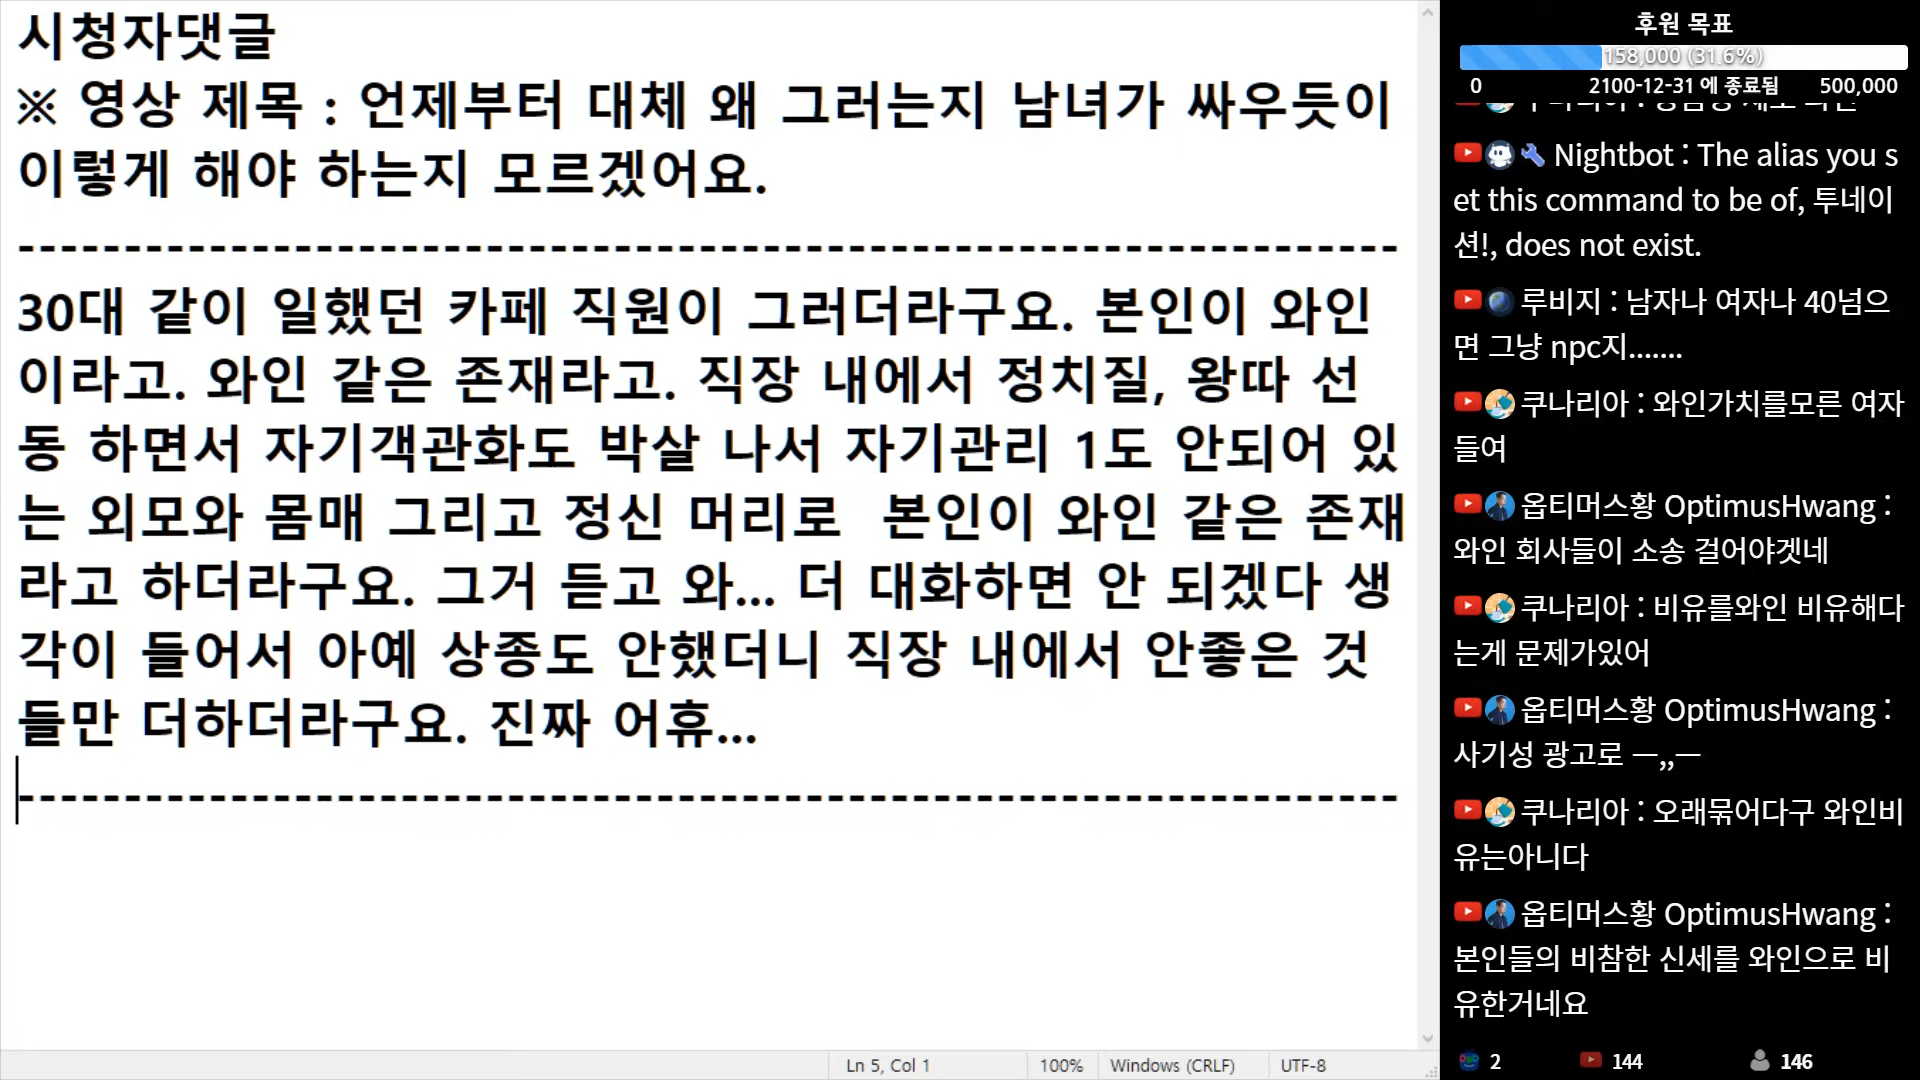 시청자댓글
※ 영상 제목 : 언제부터 대체 왜 그러는지 남녀가 싸우듯이
이렇게 해야 하는지 모르겠어요.
------------------------------------------------------------
30대 같이 일했던 카페 직원이 그러더라구요. 본인이 와인
이라고. 와인 같은 존재라고. 직장 내에서 정치질, 왕따 선
동 하면서 자기객관화도 박살 나서 자기관리 1도 안되어 있
는 외모와 몸매 그리고 정신 머리로  본인이 와인 같은 존재
라고 하더라구요. 그거 듣고 와... 더 대화하면 안 되겠다 생
각이 들어서 아예 상종도 안했더니 직장 내에서 안좋은 것
들만 더하더라구요. 진짜 어휴...
------------------------------------------------------------
Ln 5, Col 1 100% Windows (CRLF) UTF-8
후원 목표
158,000 (31.6%)
0 2100-12-31 에 종료됨 500,000
Nightbot : The alias you s
et this command to be of, 투네이
션!, does not exist.
루비지 : 남자나 여자나 40넘으
면 그냥 npc지.......
쿠나리아 : 와인가치를모른 여자
들여
옵티머스황 OptimusHwang :
와인 회사들이 소송 걸어야겟네
쿠나리아 : 비유를와인 비유해다
는게 문제가있어
옵티머스황 OptimusHwang :
사기성 광고로 ㅡ,,ㅡ
쿠나리아 : 오래묶어다구 와인비
유는아니다
옵티머스황 OptimusHwang :
본인들의 비참한 신세를 와인으로 비
유한거네요
2 144 146